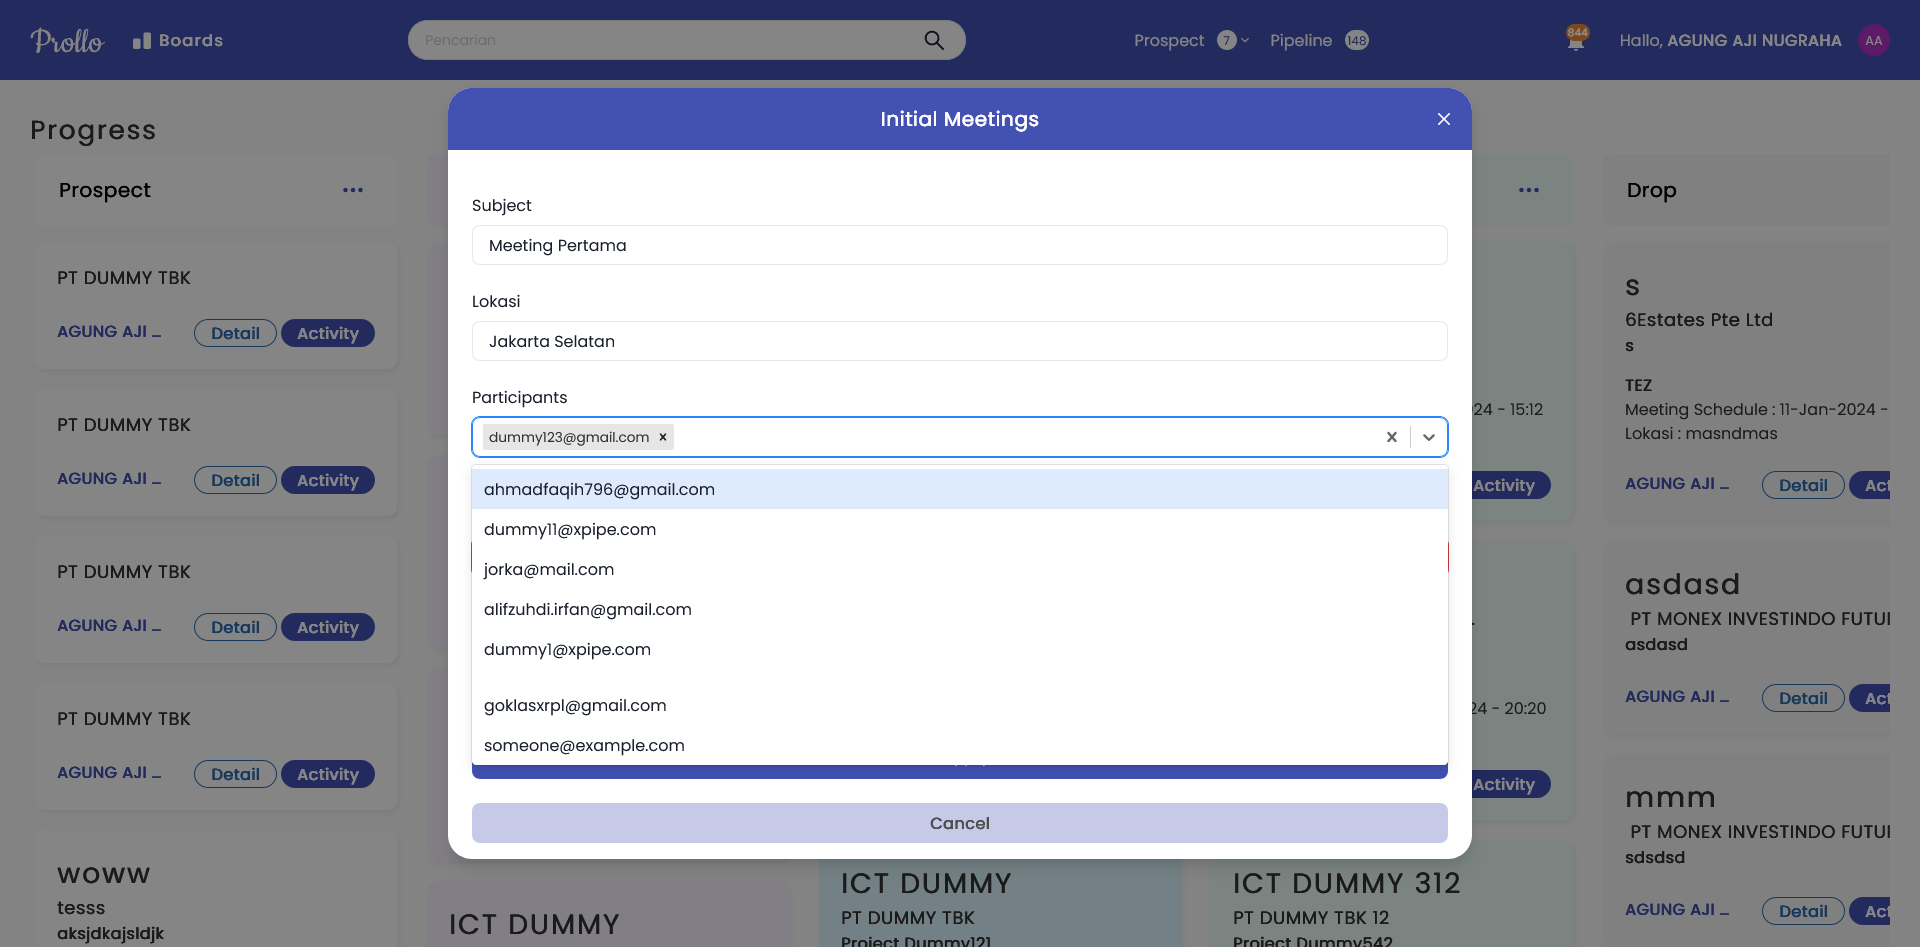 Prollo
Boards
Pencarian
Prospect 7
Pipeline 148
844
Hallo, AGUNG AJI NUGRAHA
AA
Progress
Prospect
PT DUMMY TBK
AGUNG AJI ...
Detail
Activity
PT DUMMY TBK
AGUNG AJI ...
Detail
Activity
PT DUMMY TBK
AGUNG AJI ...
Detail
Activity
PT DUMMY TBK
AGUNG AJI ...
Detail
Activity
woww
tesss
aksjdkajsldjk
Initial Meetings
Subject
Meeting Pertama
Lokasi
Jakarta Selatan
Participants
dummy123@gmail.com
ahmadfaqih796@gmail.com
dummy11@xpipe.com
jorka@mail.com
alifzuhdi.irfan@gmail.com
dummy1@xpipe.com
goklasxrpl@gmail.com
someone@example.com
Cancel
ICT DUMMY
ICT DUMMY
PT DUMMY TBK
Project Dummy121
24 - 15:12
Activity
24 - 20:20
Activity
ICT DUMMY 312
PT DUMMY TBK 12
Project Dummy542
Drop
s
6Estates Pte Ltd
s
TEZ
Meeting Schedule : 11-Jan-2024 -
Lokasi : masndmas
AGUNG AJI ...
Detail
Act
asdasd
PT MONEX INVESTINDO FUTU
asdasd
AGUNG AJI ...
Detail
Act
mmm
PT MONEX INVESTINDO FUTU
sdsdsd
AGUNG AJI ...
Detail
Act